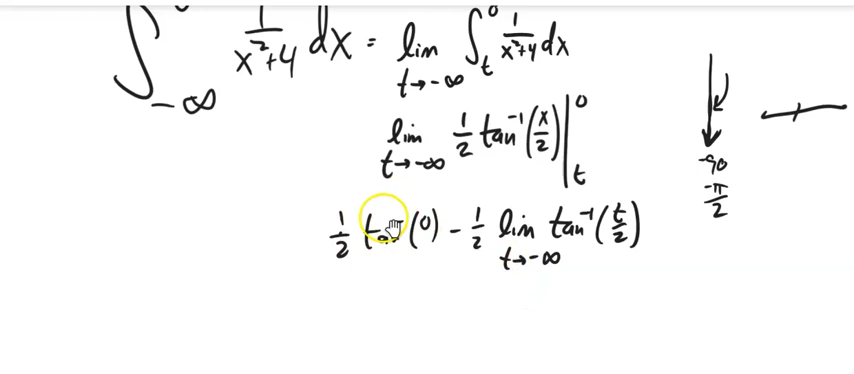 ∫_{-∞}^{0} 1/(x²+4) dx = lim_{t→-∞} ∫_t^0 1/(x²+4) dx
lim_{t→-∞} 1/2 tan⁻¹(x/2) |_t^0
1/2 tan⁻¹(0) - 1/2 lim_{t→-∞} tan⁻¹(t/2)
-90
-π/2